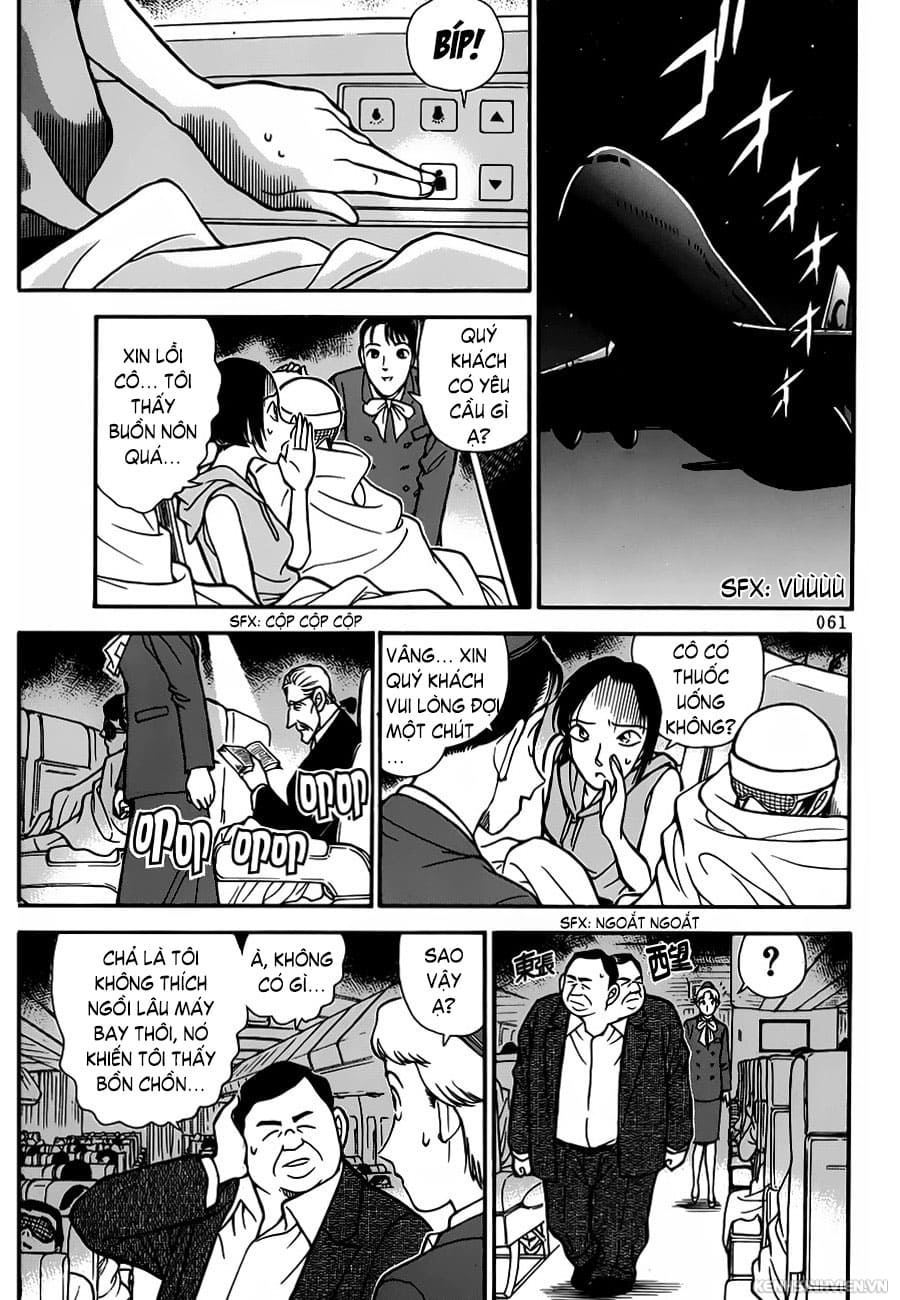 BÍP!
SFX: VÙÙÙÙ
QUÝ
KHÁCH
CÓ YÊU
CẦU GÌ
Ạ?
XIN LỖI
CÔ... TÔI
THẤY
BUỒN NÔN
QUÁ...
061
SFX: CỘP CỘP CỘP
CÔ CÓ
THUỐC
UỐNG
KHÔNG?
VÂNG... XIN
QUÝ KHÁCH
VUI LÒNG ĐỢI
MỘT CHÚT
...
SFX: NGOẮT NGOẮT
?
西望
東張
SAO
VẬY
Ạ?
À, KHÔNG
CÓ GÌ...
CHẢ LÀ TÔI
KHÔNG THÍCH
NGỒI LÂU MÁY
BAY THÔI, NÓ
KHIẾN TÔI THẤY
BỒN CHỒN...